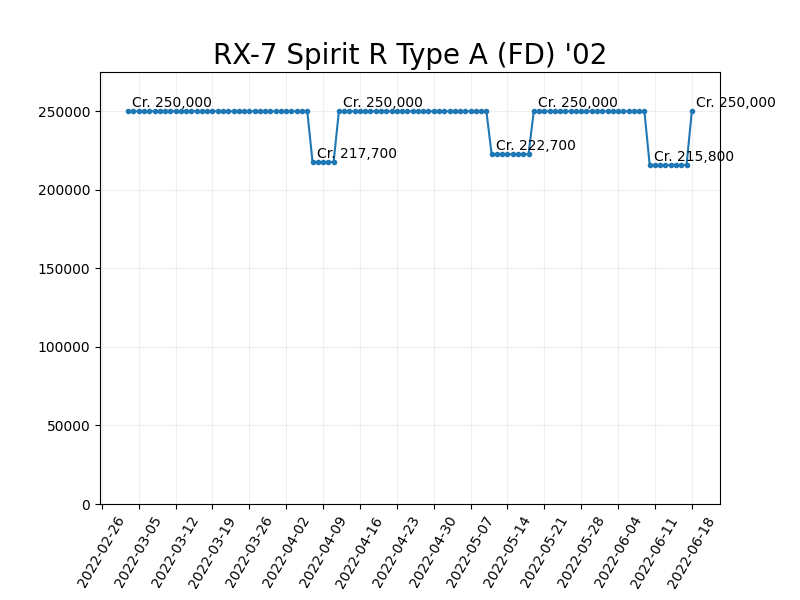 RX-7 Spirit R Type A (FD) '02
Cr. 250,000
Cr. 250,000
Cr. 250,000
Cr. 250,000
Cr. 217,700
Cr. 222,700
Cr. 215,800
250000
200000
150000
100000
50000
0
2022-02-26
2022-03-05
2022-03-12
2022-03-19
2022-03-26
2022-04-02
2022-04-09
2022-04-16
2022-04-23
2022-04-30
2022-05-07
2022-05-14
2022-05-21
2022-05-28
2022-06-04
2022-06-11
2022-06-18